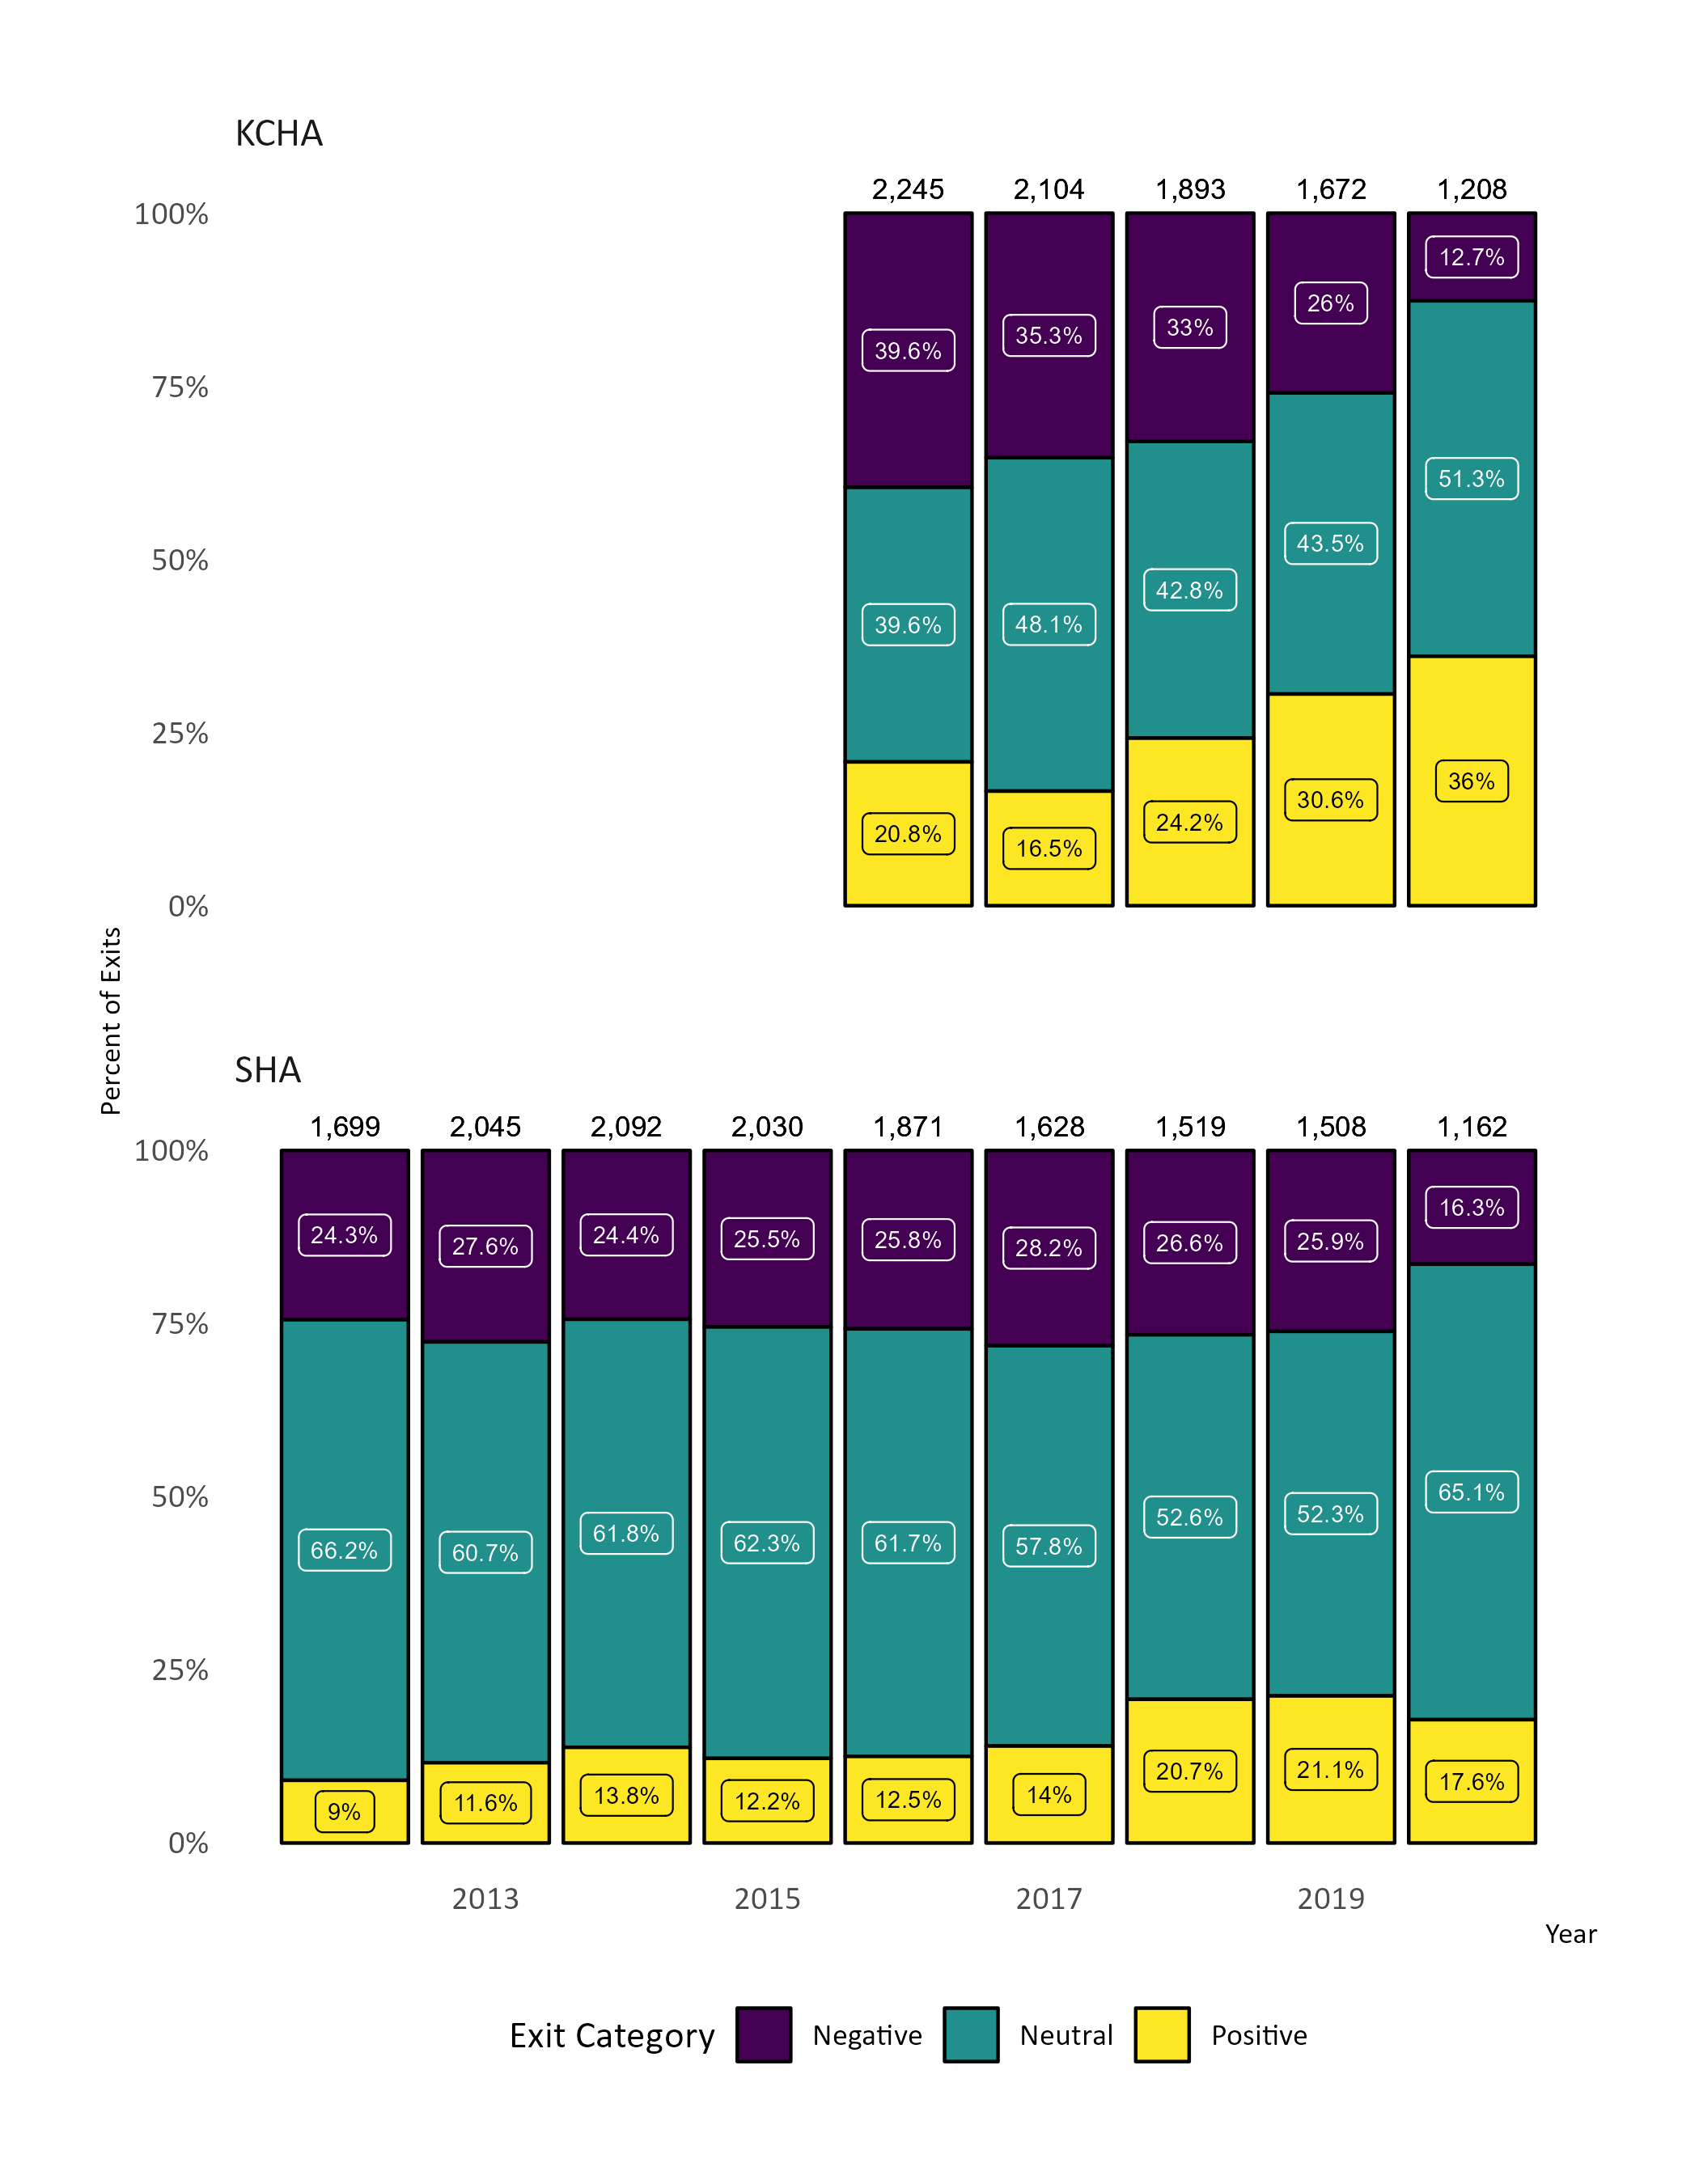 KCHA
2,245 2,104 1,893 1,672 1,208
100%
12.7%
26%
33%
35.3%
39.6%
75%
51.3%
43.5%
50%
42.8%
39.6% 48.1%
25%
36%
30.6%
24.2%
20.8%
16.5%
0%
Percent of Exits
SHA
1,699 2,045 2,092 2,030 1,871 1,628 1,519 1,508 1,162
100%
16.3%
24.3% 27.6% 24.4% 25.5% 25.8% 28.2% 26.6% 25.9%
75%
50%
65.1%
52.6% 52.3%
66.2% 60.7% 61.8% 62.3% 61.7% 57.8%
25%
20.7% 21.1% 17.6%
9% 11.6% 13.8% 12.2% 12.5% 14%
0%
2013 2015 2017 2019
Year
Exit Category Negative Neutral Positive